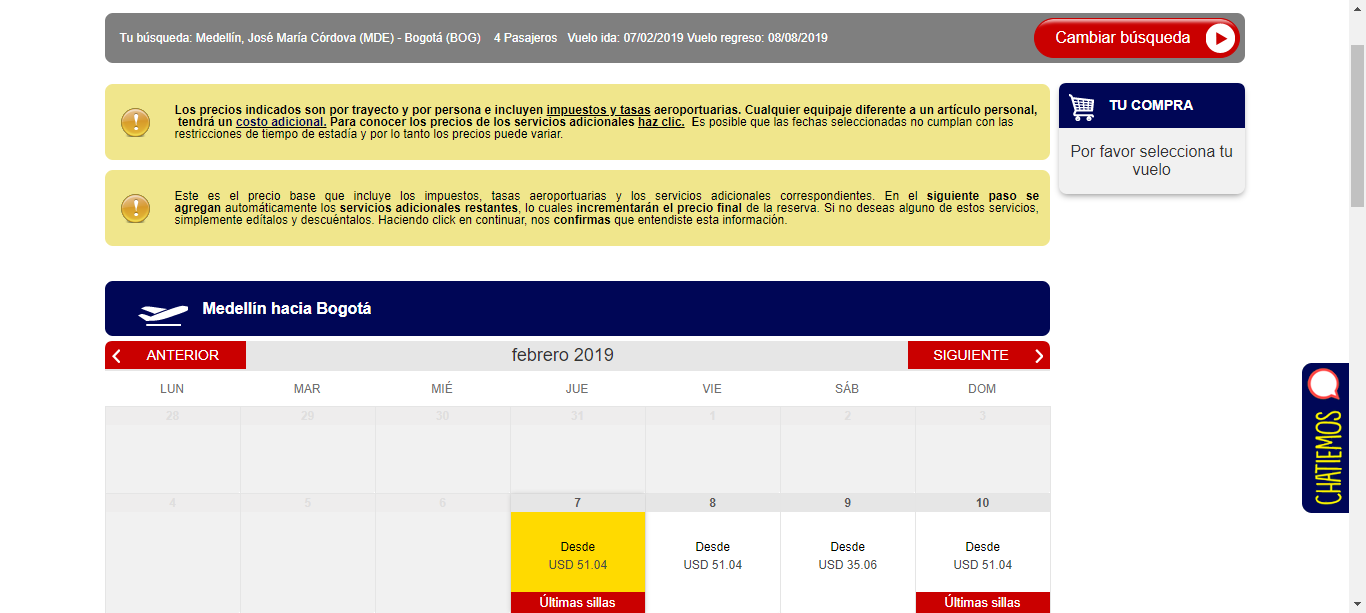 Tu búsqueda: Medellín, José María Córdova (MDE) - Bogotá (BOG) 4 Pasajeros Vuelo ida: 07/02/2019 Vuelo regreso: 08/08/2019
Cambiar búsqueda
Los precios indicados son por trayecto y por persona e incluyen impuestos y tasas aeroportuarias. Cualquier equipaje diferente a un artículo personal,
tendrá un costo adicional. Para conocer los precios de los servicios adicionales haz clic. Es posible que las fechas seleccionadas no cumplan con las
restricciones de tiempo de estadía y por lo tanto los precios puede variar.
TU COMPRA
Por favor selecciona tu
vuelo
Este es el precio base que incluye los impuestos, tasas aeroportuarias y los servicios adicionales correspondientes. En el siguiente paso se
agregan automáticamente los servicios adicionales restantes, lo cuales incrementarán el precio final de la reserva. Si no deseas alguno de estos servicios,
simplemente edítalos y descuéntalos. Haciendo click en continuar, nos confirmas que entendiste esta información.
Medellín hacia Bogotá
ANTERIOR febrero 2019 SIGUIENTE
LUN MAR MIÉ JUE VIE SÁB DOM
28 29 30 31 1 2 3
4 5 6 7 8 9 10
Desde Desde Desde Desde
USD 51.04 USD 51.04 USD 35.06 USD 51.04
Últimas sillas Últimas sillas
CHATIEMOS